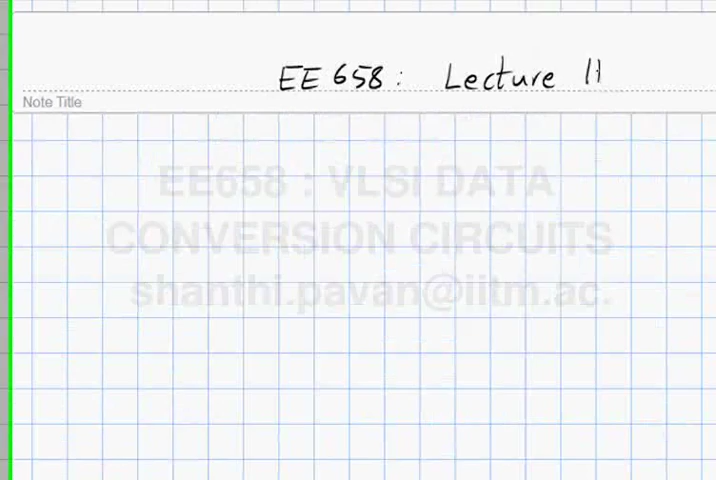 EE 658: Lecture 11
Note Title
EE658 : VLSI DATA
CONVERSION CIRCUITS
shanthi.pavan@iitm.ac.